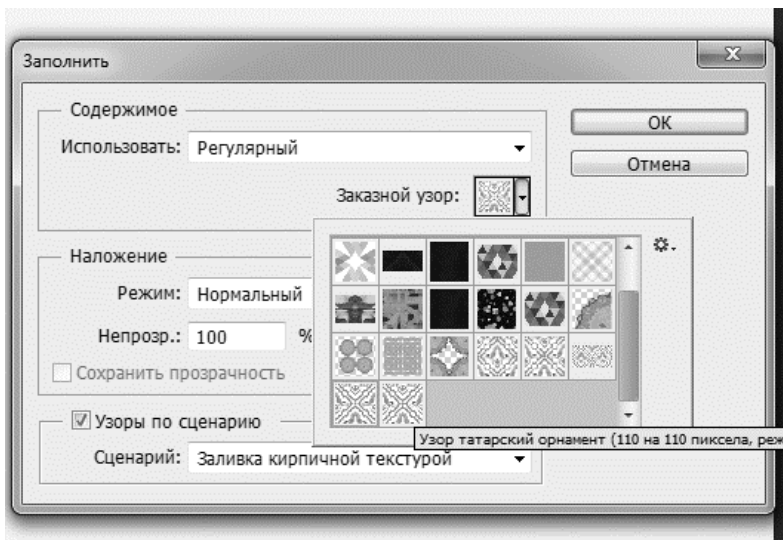 Заполнить
Содержимое
OK
Использовать: Регулярный
Отмена
Заказной узор:
Наложение
Режим: Нормальный
Непрозр.: 100 %
Сохранить прозрачность
Узоры по сценарию
Узор татарский орнамент (110 на 110 пиксела, реж
Сценарий: Заливка кирпичной текстурой